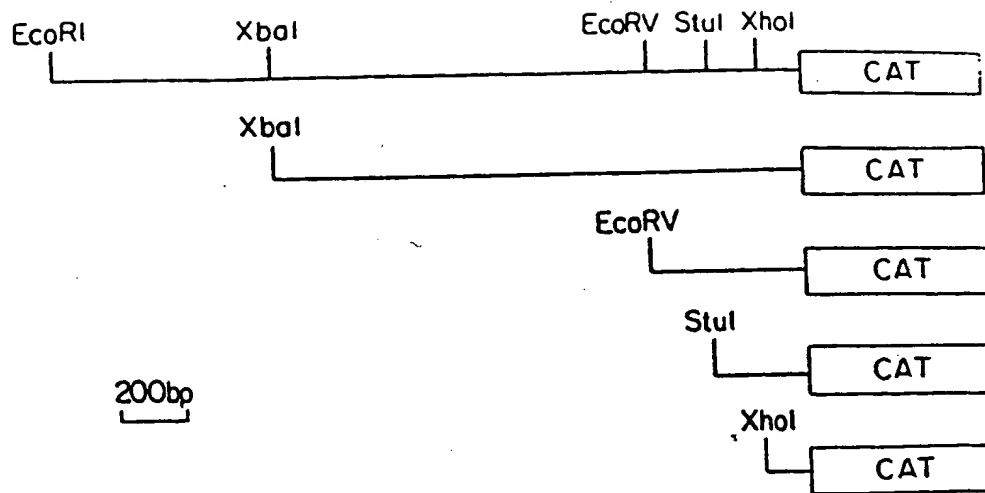 EcoRI XbaI EcoRV StuI XhoI
CAT
XbaI
CAT
EcoRV
CAT
StuI
CAT
200bp
XhoI
CAT